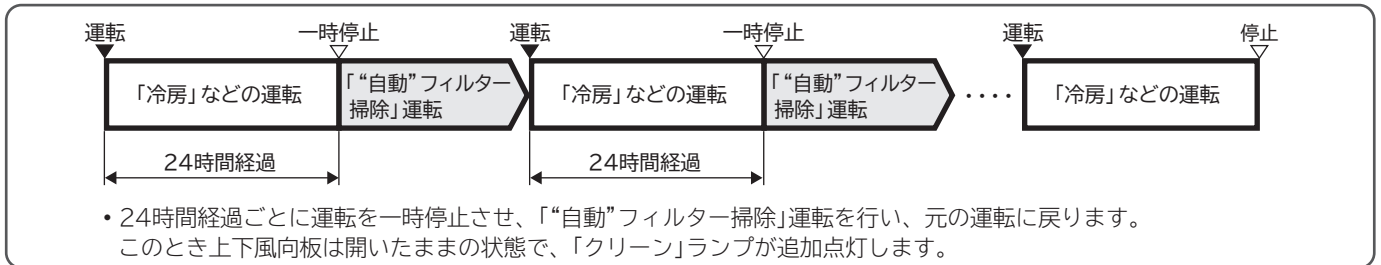 運転 一時停止 運転 一時停止 運転 停止
「冷房」などの運転
「“自動”フィルター
掃除」運転
「冷房」などの運転
「“自動”フィルター
掃除」運転
････
「冷房」などの運転
24時間経過 24時間経過
• 24時間経過ごとに運転を一時停止させ、「“自動”フィルター掃除」運転を行い、元の運転に戻ります。
このとき上下風向板は開いたままの状態で、「クリーン」ランプが追加点灯します。